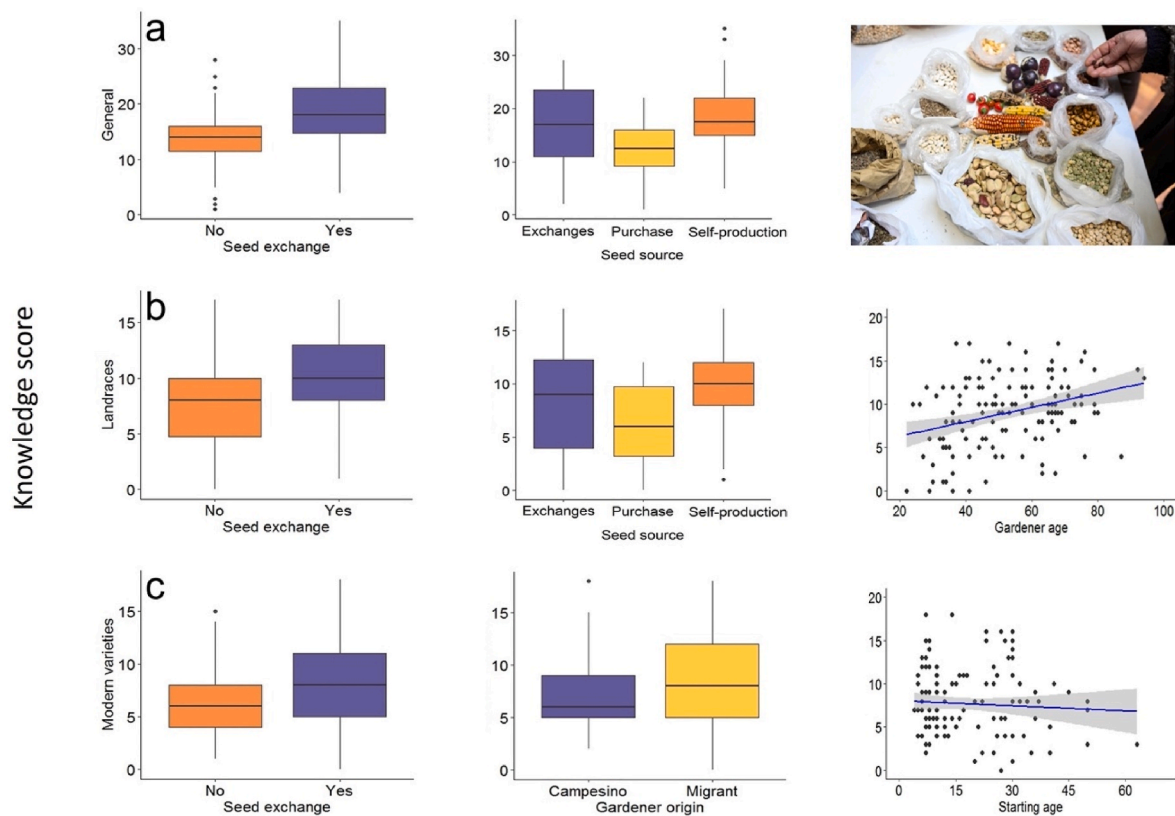 Knowledge score
a
General
30
20
10
0
No Yes
Seed exchange
30
20
10
0
Exchanges Purchase Self-production
Seed source
b
Landraces
15
10
5
0
No Yes
Seed exchange
15
10
5
0
Exchanges Purchase Self-production
Seed source
20
15
10
5
0
20 40 60 80 100
Gardener age
c
Modern varieties
15
10
5
0
No Yes
Seed exchange
15
10
5
0
Campesino Migrant
Gardener origin
20
15
10
5
0
0 15 30 45 60
Starting age